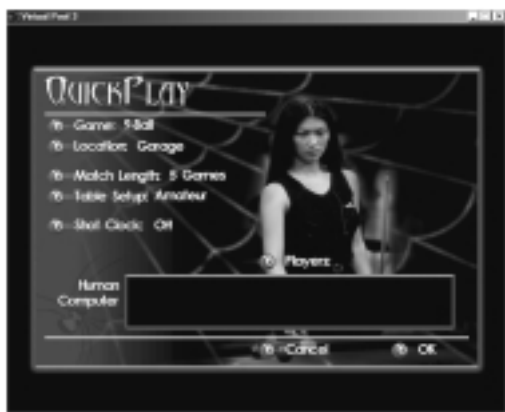 Virtual Pool 3
QUICKPLAY
Game: 9-Ball
Location: Garage
Match Length: 5 Games
Table Setup: Amateur
Shot Clock: Off
Players:
Human
Computer
Cancel
OK